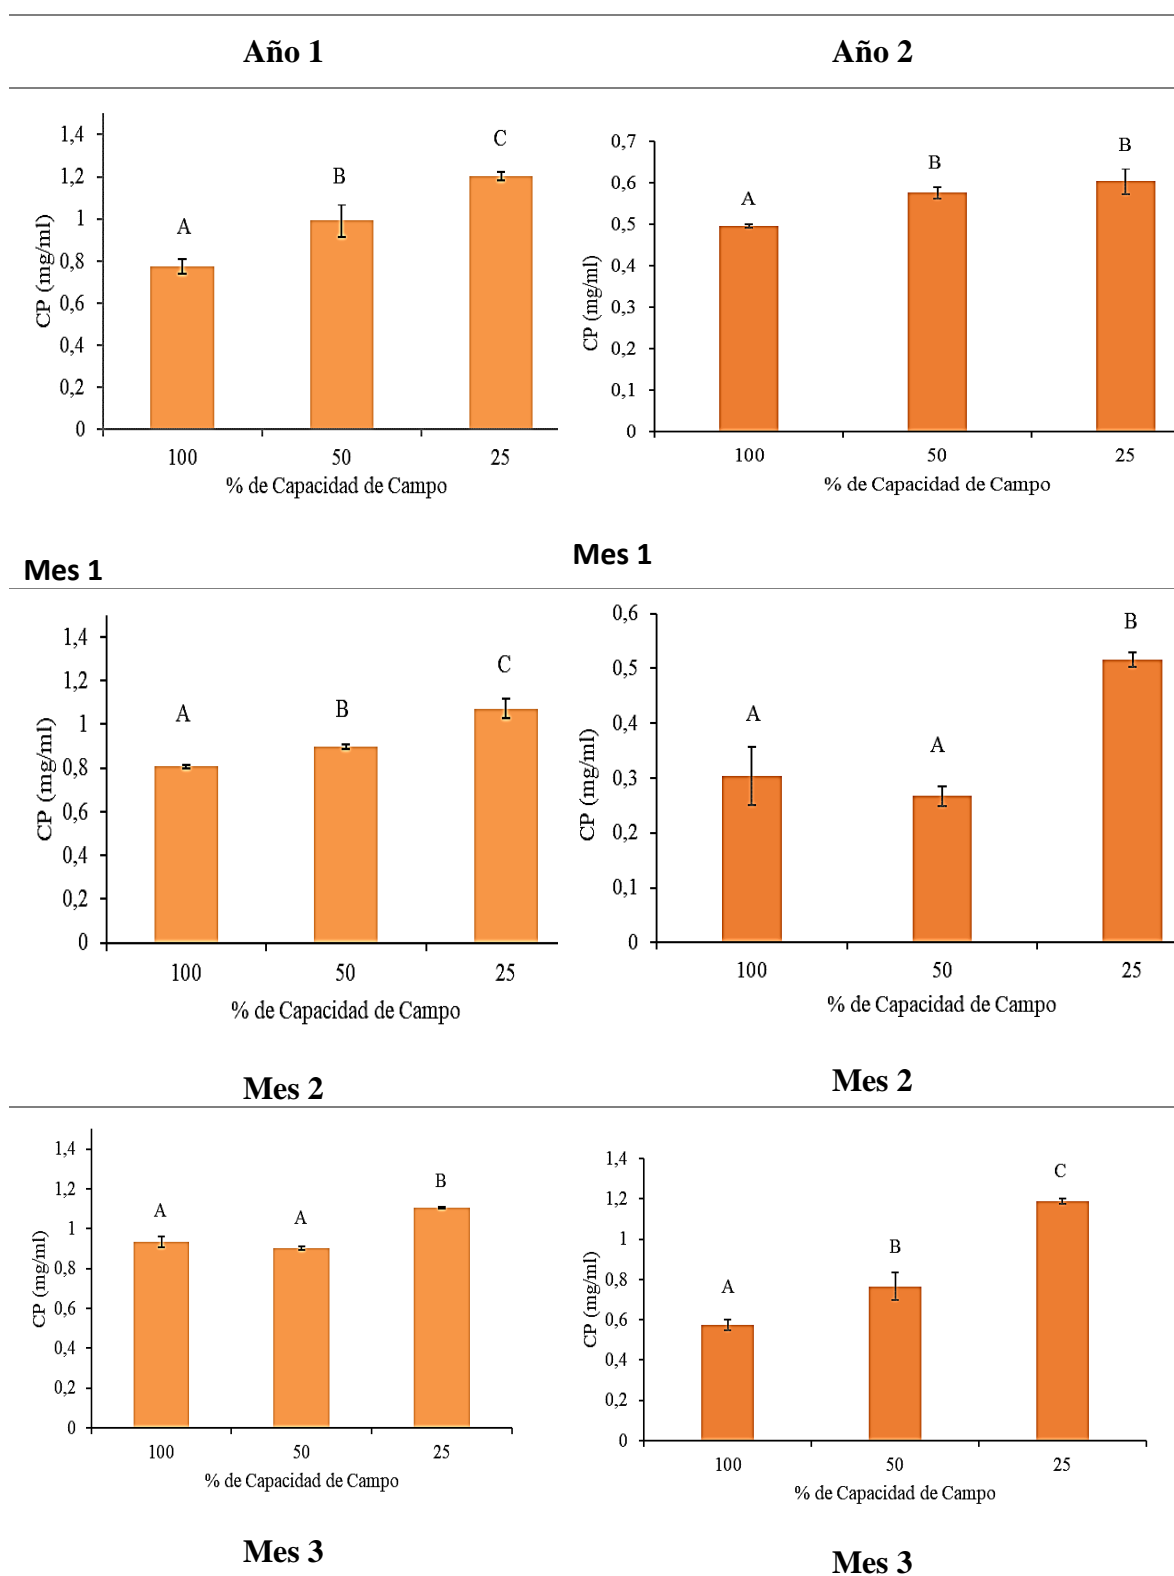 Año 1
Año 2
1,4
1,2
1
0,8
0,6
0,4
0,2
0
CP (mg/ml)
A
B
C
100
50
25
% de Capacidad de Campo
Mes 1
0,7
0,6
0,5
0,4
0,3
0,2
0,1
0
CP (mg/ml)
A
B
B
100
50
25
% de Capacidad de Campo
Mes 1
1,4
1,2
1
0,8
0,6
0,4
0,2
0
CP (mg/ml)
A
B
C
100
50
25
% de Capacidad de Campo
Mes 2
0,6
0,5
0,4
0,3
0,2
0,1
0
CP (mg/ml)
A
A
B
100
50
25
% de Capacidad de Campo
Mes 2
1,4
1,2
1
0,8
0,6
0,4
0,2
0
CP (mg/ml)
A
A
B
100
50
25
% de Capacidad de Campo
Mes 3
1,4
1,2
1
0,8
0,6
0,4
0,2
0
CP (mg/ml)
A
B
C
100
50
25
% de Capacidad de Campo
Mes 3